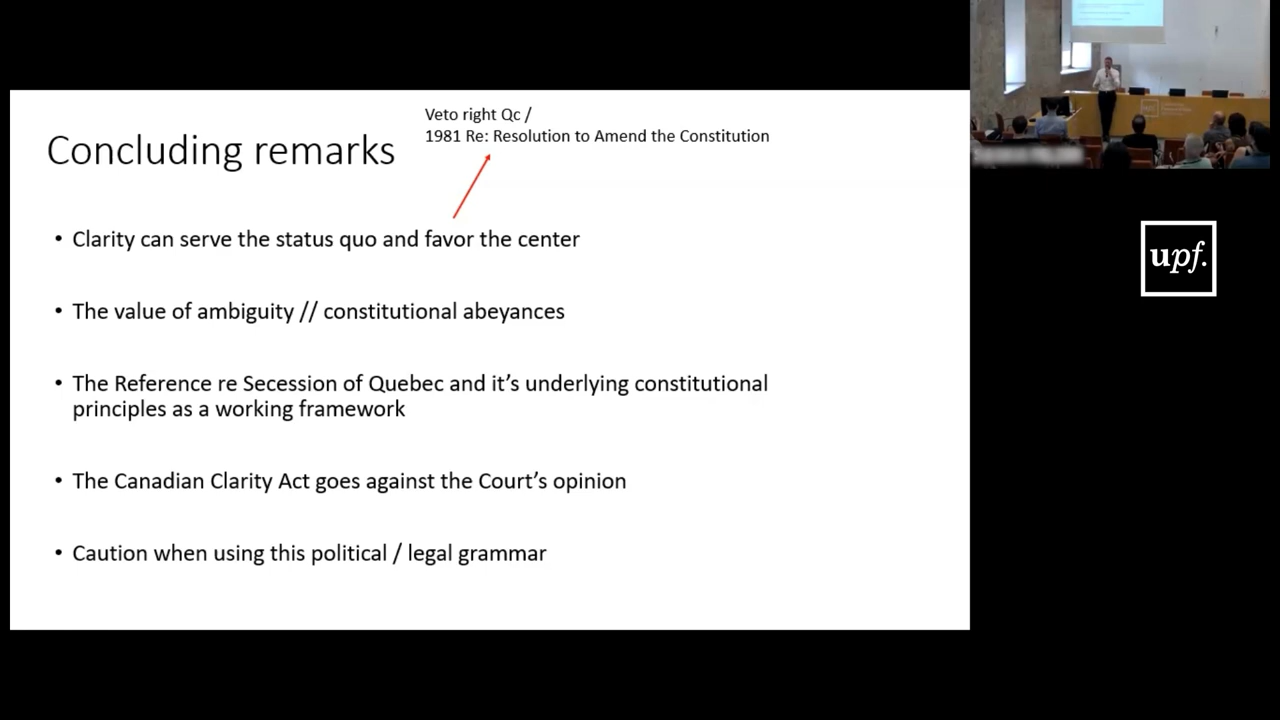 Veto right Qc /
1981 Re: Resolution to Amend the Constitution
Concluding remarks
• Clarity can serve the status quo and favor the center
• The value of ambiguity // constitutional abeyances
• The Reference re Secession of Quebec and it’s underlying constitutional
principles as a working framework
• The Canadian Clarity Act goes against the Court’s opinion
• Caution when using this political / legal grammar
upf.